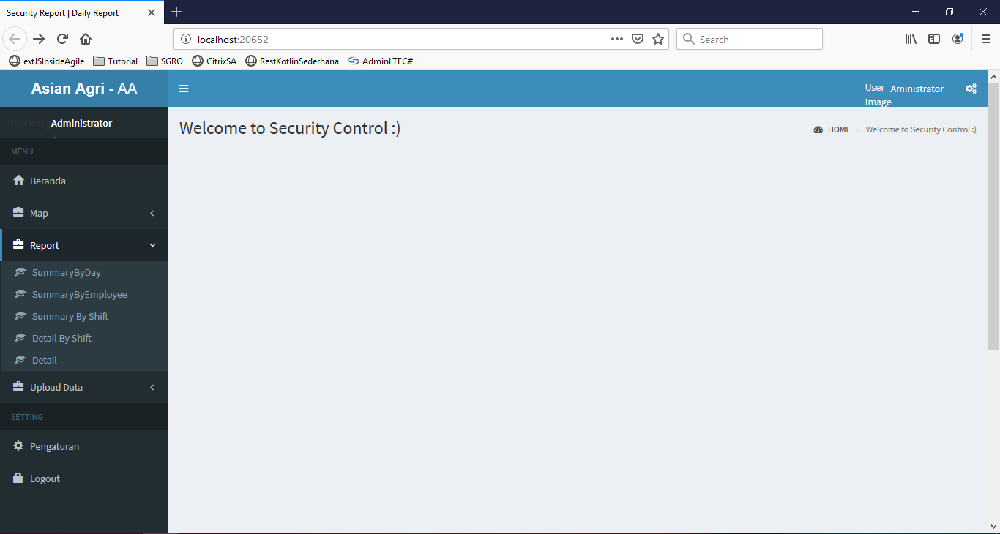 Security Report | Daily Report
localhost:20652
Search
extJSInsideAgile Tutorial SGRO CitrixSA RestKotlinSederhana AdminLTEC#
Asian Agri - AA
User Image Aministrator
User Image Administrator
Welcome to Security Control :)
HOME > Welcome to Security Control :)
MENU
Beranda
Map
Report
SummaryByDay
SummaryByEmployee
Summary By Shift
Detail By Shift
Detail
Upload Data
SETTING
Pengaturan
Logout